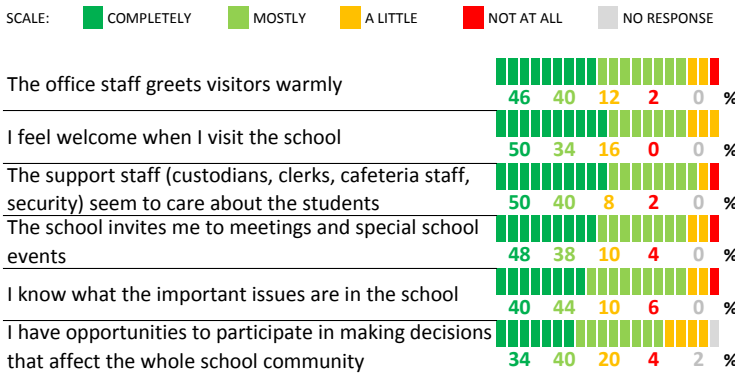 SCALE: COMPLETELY MOSTLY A LITTLE NOT AT ALL NO RESPONSE
The office staff greets visitors warmly
46 40 12 2 0 %
I feel welcome when I visit the school
50 34 16 0 0 %
The support staff (custodians, clerks, cafeteria staff,
security) seem to care about the students
50 40 8 2 0 %
The school invites me to meetings and special school
events
48 38 10 4 0 %
I know what the important issues are in the school
40 44 10 6 0 %
I have opportunities to participate in making decisions
that affect the whole school community
34 40 20 4 2 %